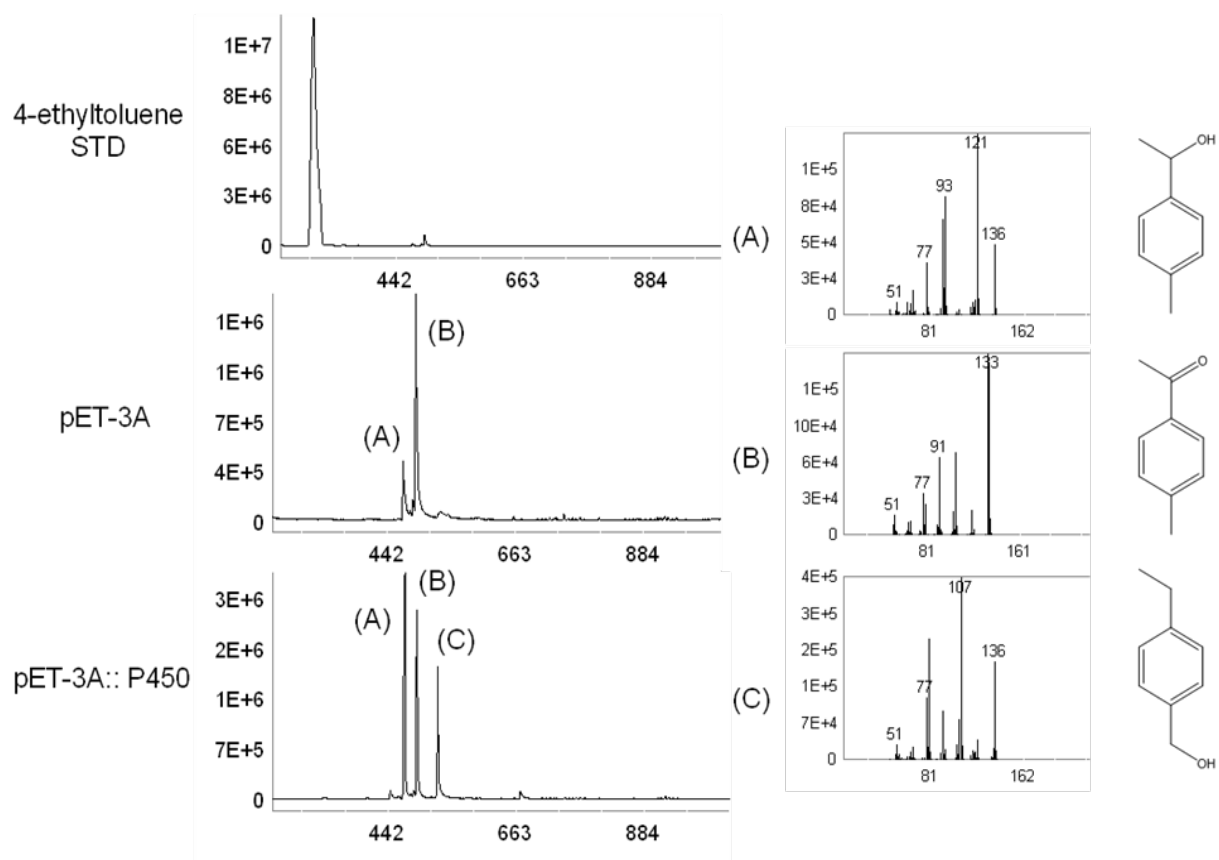 4-ethyltoluene
STD
1E+7
8E+6
6E+6
3E+6
0
442 663 884
pET-3A
1E+6
1E+6
7E+5
4E+5
0
(A)
(B)
442 663 884
pET-3A:: P450
3E+6
2E+6
1E+6
7E+5
0
(A)
(B)
(C)
442 663 884
(A)
1E+5
8E+4
5E+4
3E+4
0
51
77
93
121
136
81 162
OH
(B)
1E+5
10E+4
6E+4
3E+4
0
51
77
91
133
81 161
O
(C)
4E+5
3E+5
2E+5
1E+5
7E+4
0
51
77
107
136
81 162
OH